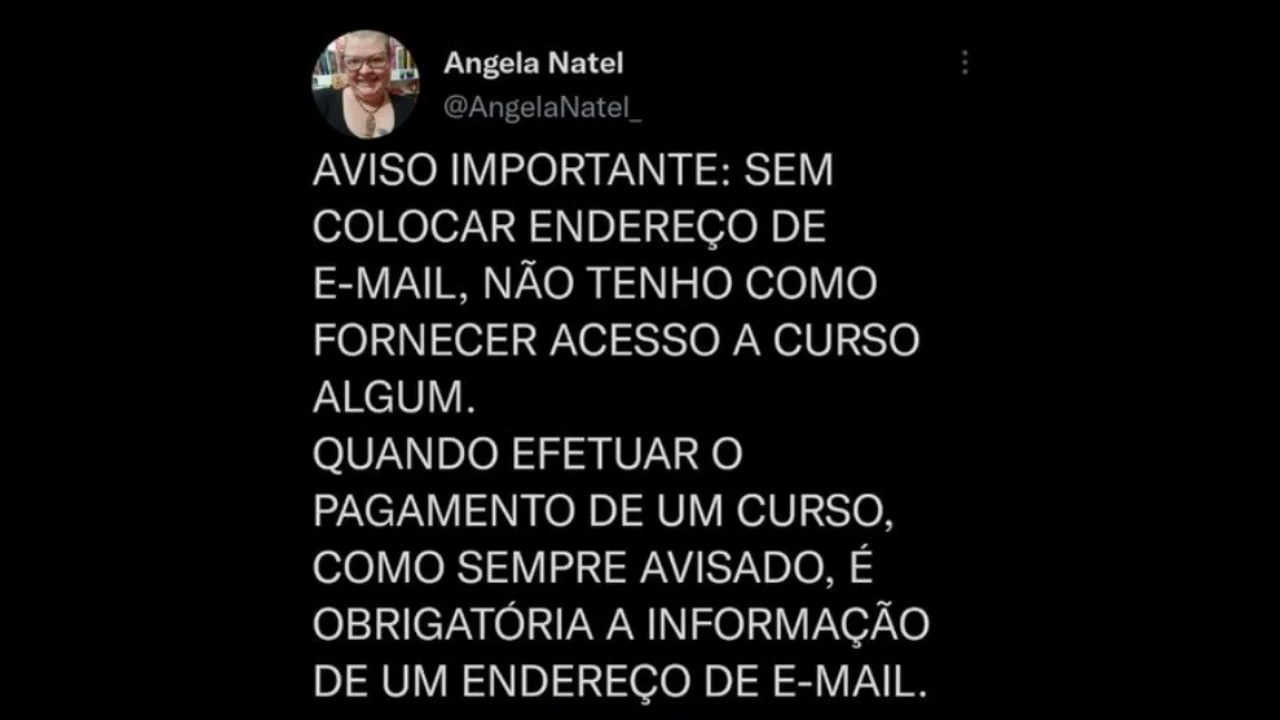 Angela Natel
@AngelaNatel_
AVISO IMPORTANTE: SEM
COLOCAR ENDEREÇO DE
E-MAIL, NÃO TENHO COMO
FORNECER ACESSO A CURSO
ALGUM.
QUANDO EFETUAR O
PAGAMENTO DE UM CURSO,
COMO SEMPRE AVISADO, É
OBRIGATÓRIA A INFORMAÇÃO
DE UM ENDEREÇO DE E-MAIL.